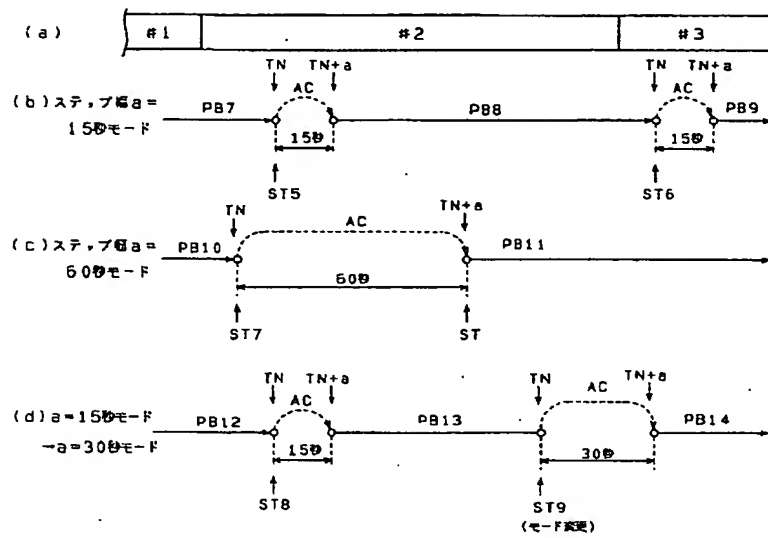 (a) #1 #2 #3
TN TN+a TN TN+a
AC AC
(b)ステップ幅a=
15秒モード
PB7 PB8 PB9
15秒 15秒
ST5 ST6
TN TN+a
AC
(c)ステップ幅a=
60秒モード
PB10 PB11
60秒
ST7 ST
TN TN+a TN TN+a
AC AC
(d)a=15秒モード
→a=30秒モード
PB12 PB13 PB14
15秒 30秒
ST8 ST9
(モード変更)